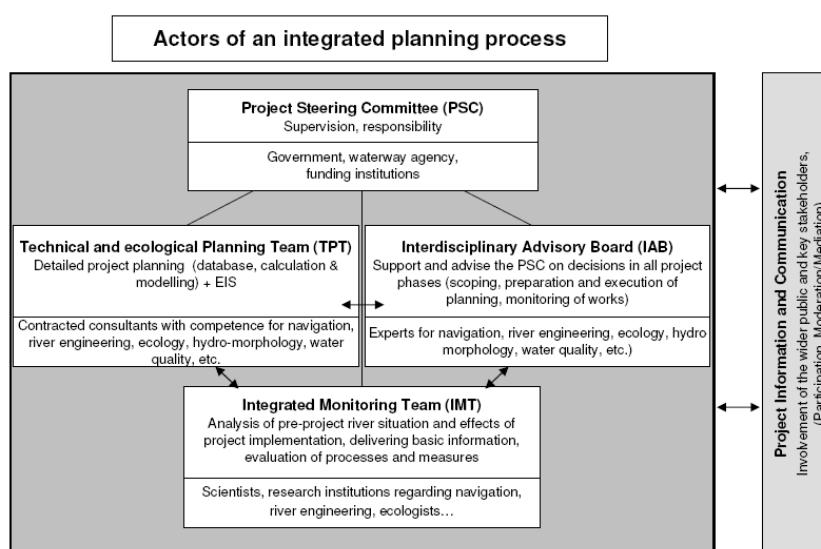 Actors of an integrated planning process
Project Steering Committee (PSC)
Supervision, responsibility
Government, waterway agency,
funding institutions
Technical and ecological Planning Team (TPT)
Detailed project planning (database, calculation &
modelling) + EIS
Contracted consultants with competence for navigation,
river engineering, ecology, hydro-morphology, water
quality, etc.
Interdisciplinary Advisory Board (IAB)
Support and advise the PSC on decisions in all project
phases (scoping, preparation and execution of
planning, monitoring of works)
Experts for navigation, river engineering, ecology, hydro
morphology, water quality, etc.)
Integrated Monitoring Team (IMT)
Analysis of pre-project river situation and effects of
project implementation, delivering basic information,
evaluation of processes and measures
Scientists, research institutions regarding navigation,
river engineering, ecologists…
Project Information and Communication
Involvement of the wider public and key stakeholders,
(Participation, Moderation/Mediation)